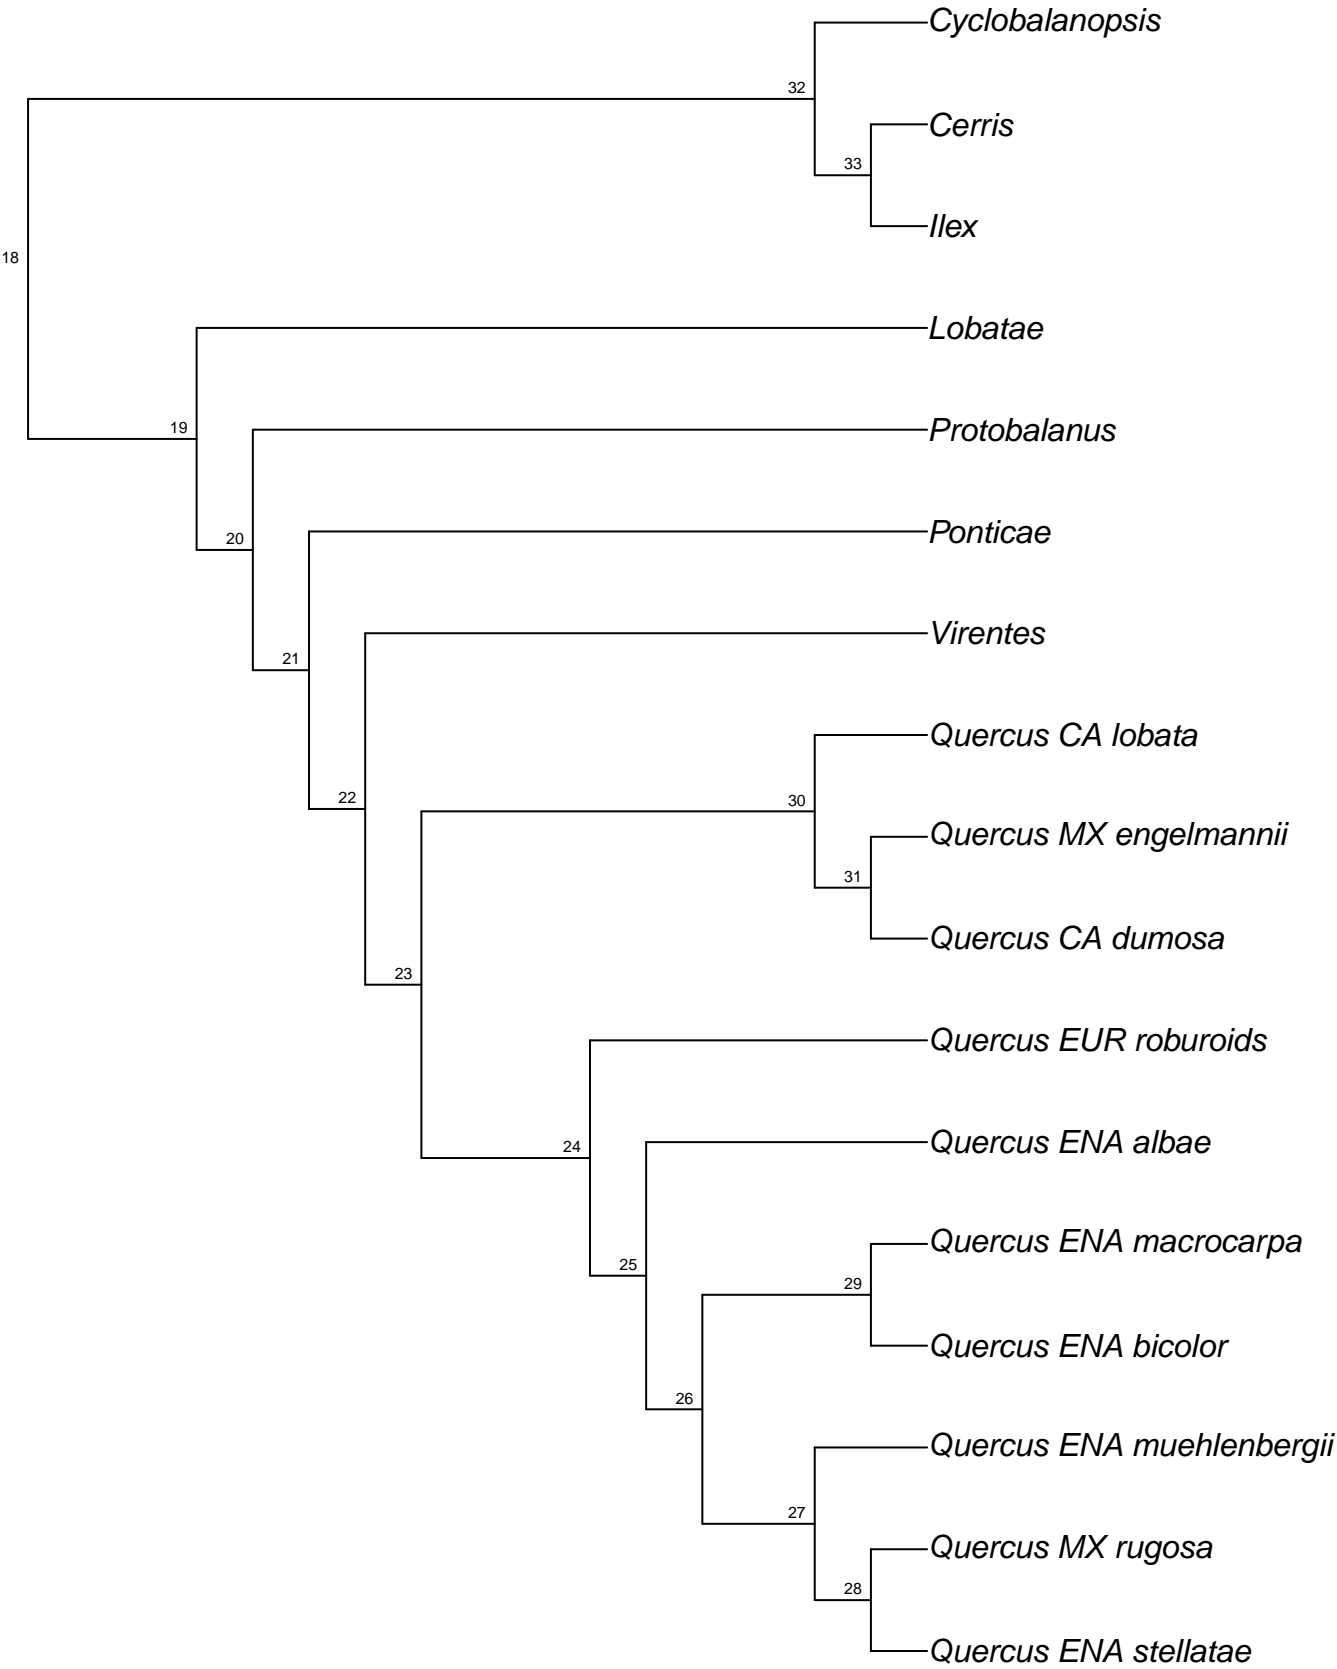 Cyclobalanopsis
32
Cerris
33
Ilex
18
Lobatae
19
Protobalanus
20
Ponticae
21
Virentes
22
Quercus CA lobata
30
Quercus MX engelmannii
31
Quercus CA dumosa
23
Quercus EUR roburoids
24
Quercus ENA albae
25
Quercus ENA macrocarpa
29
Quercus ENA bicolor
26
Quercus ENA muehlenbergii
27
Quercus MX rugosa
28
Quercus ENA stellatae